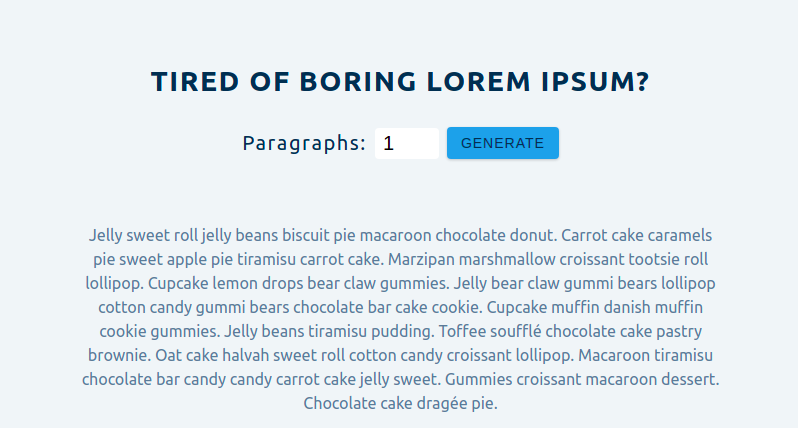 TIRED OF BORING LOREM IPSUM?
Paragraphs: 1 GENERATE
Jelly sweet roll jelly beans biscuit pie macaroon chocolate donut. Carrot cake caramels
pie sweet apple pie tiramisu carrot cake. Marzipan marshmallow croissant tootsie roll
lollipop. Cupcake lemon drops bear claw gummies. Jelly bear claw gummi bears lollipop
cotton candy gummi bears chocolate bar cake cookie. Cupcake muffin danish muffin
cookie gummies. Jelly beans tiramisu pudding. Toffee soufflé chocolate cake pastry
brownie. Oat cake halvah sweet roll cotton candy croissant lollipop. Macaroon tiramisu
chocolate bar candy candy carrot cake jelly sweet. Gummies croissant macaroon dessert.
Chocolate cake dragée pie.